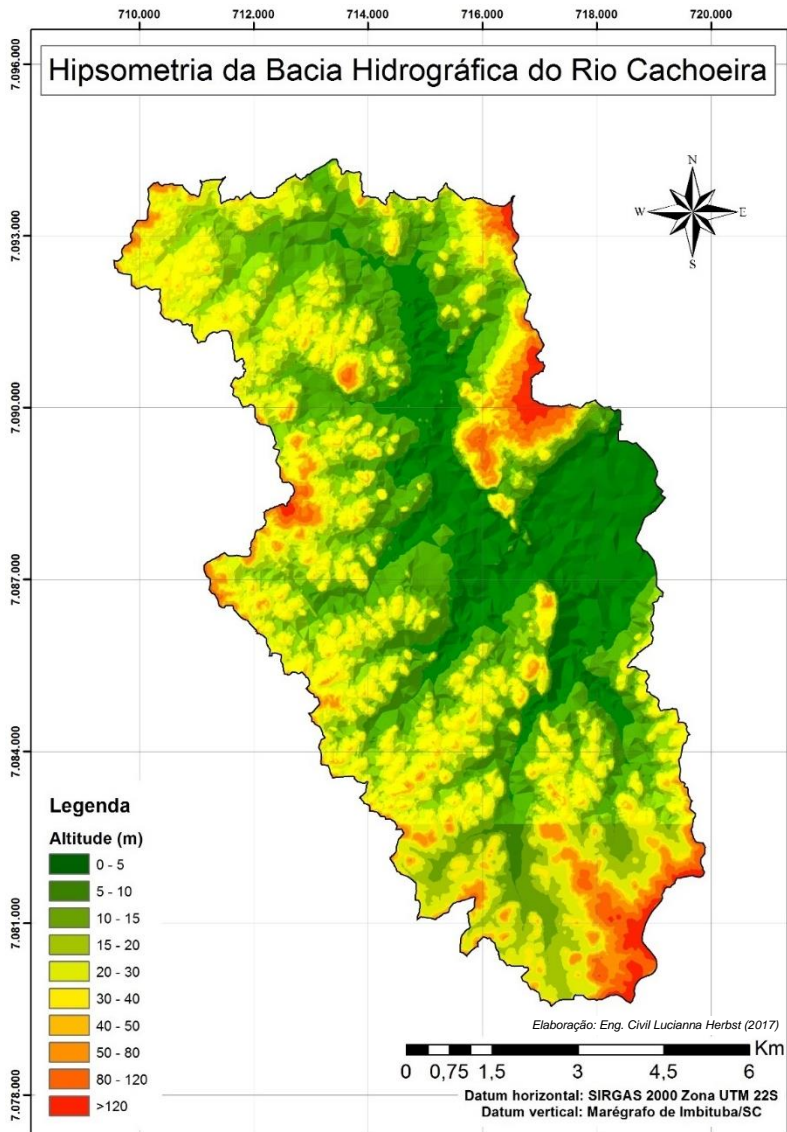 710.000 712.000 714.000 716.000 718.000 720.000
7.096.000
Hipsometria da Bacia Hidrográfica do Rio Cachoeira
N
W E
S
7.093.000
7.090.000
7.087.000
7.084.000
7.081.000
7.078.000
Legenda
Altitude (m)
0 - 5
5 - 10
10 - 15
15 - 20
20 - 30
30 - 40
40 - 50
50 - 80
80 - 120
>120
Elaboração: Eng. Civil Lucianna Herbst (2017)
Km
0 0,75 1,5 3 4,5 6
Datum horizontal: SIRGAS 2000 Zona UTM 22S
Datum vertical: Marégrafo de Imbituba/SC